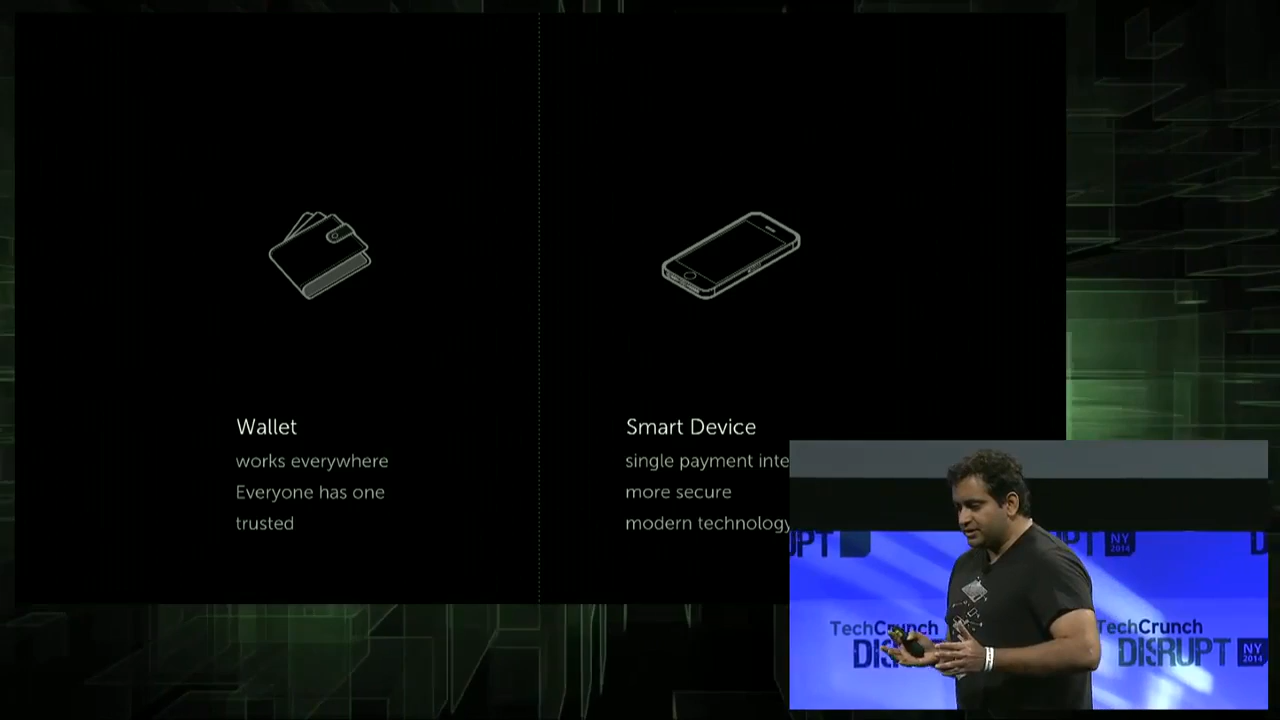 Wallet
works everywhere
Everyone has one
trusted
Smart Device
single payment inte
more secure
modern technology
NY
2014
TechCrunch
TechCrunch
DISRUPT
NY
2014